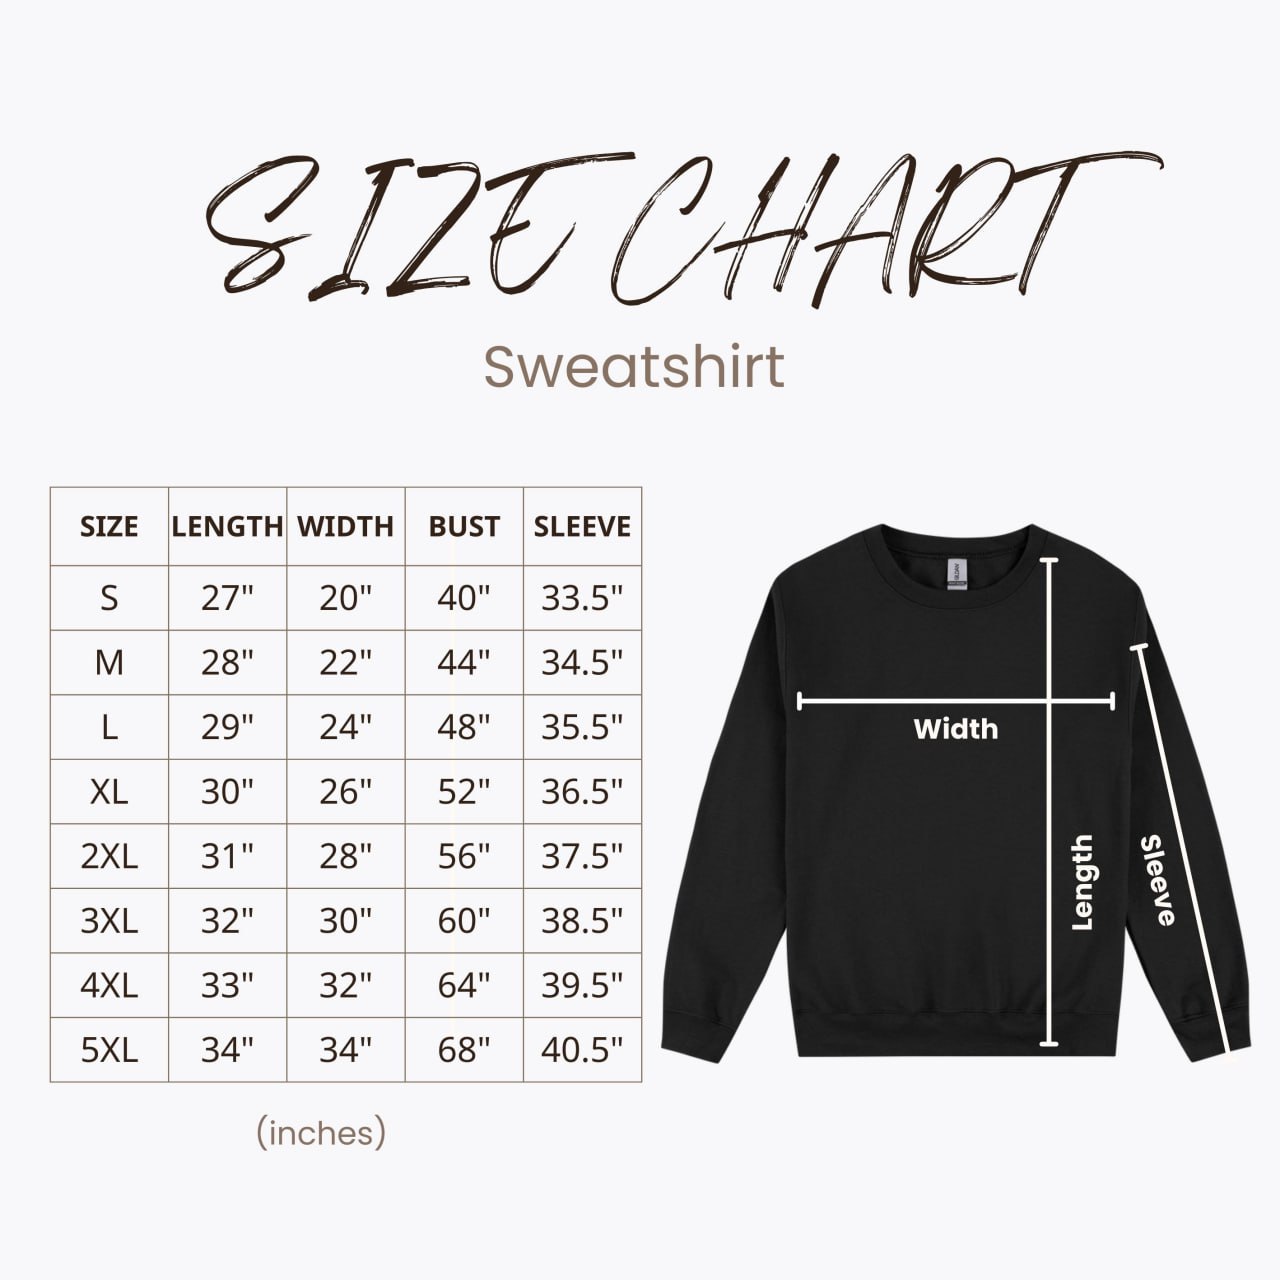 SIZE CHART
Sweatshirt
SIZE LENGTH WIDTH BUST SLEEVE
S 27" 20" 40" 33.5"
M 28" 22" 44" 34.5"
L 29" 24" 48" 35.5"
XL 30" 26" 52" 36.5"
2XL 31" 28" 56" 37.5"
3XL 32" 30" 60" 38.5"
4XL 33" 32" 64" 39.5"
5XL 34" 34" 68" 40.5"
(inches)
Width
Length
Sleeve